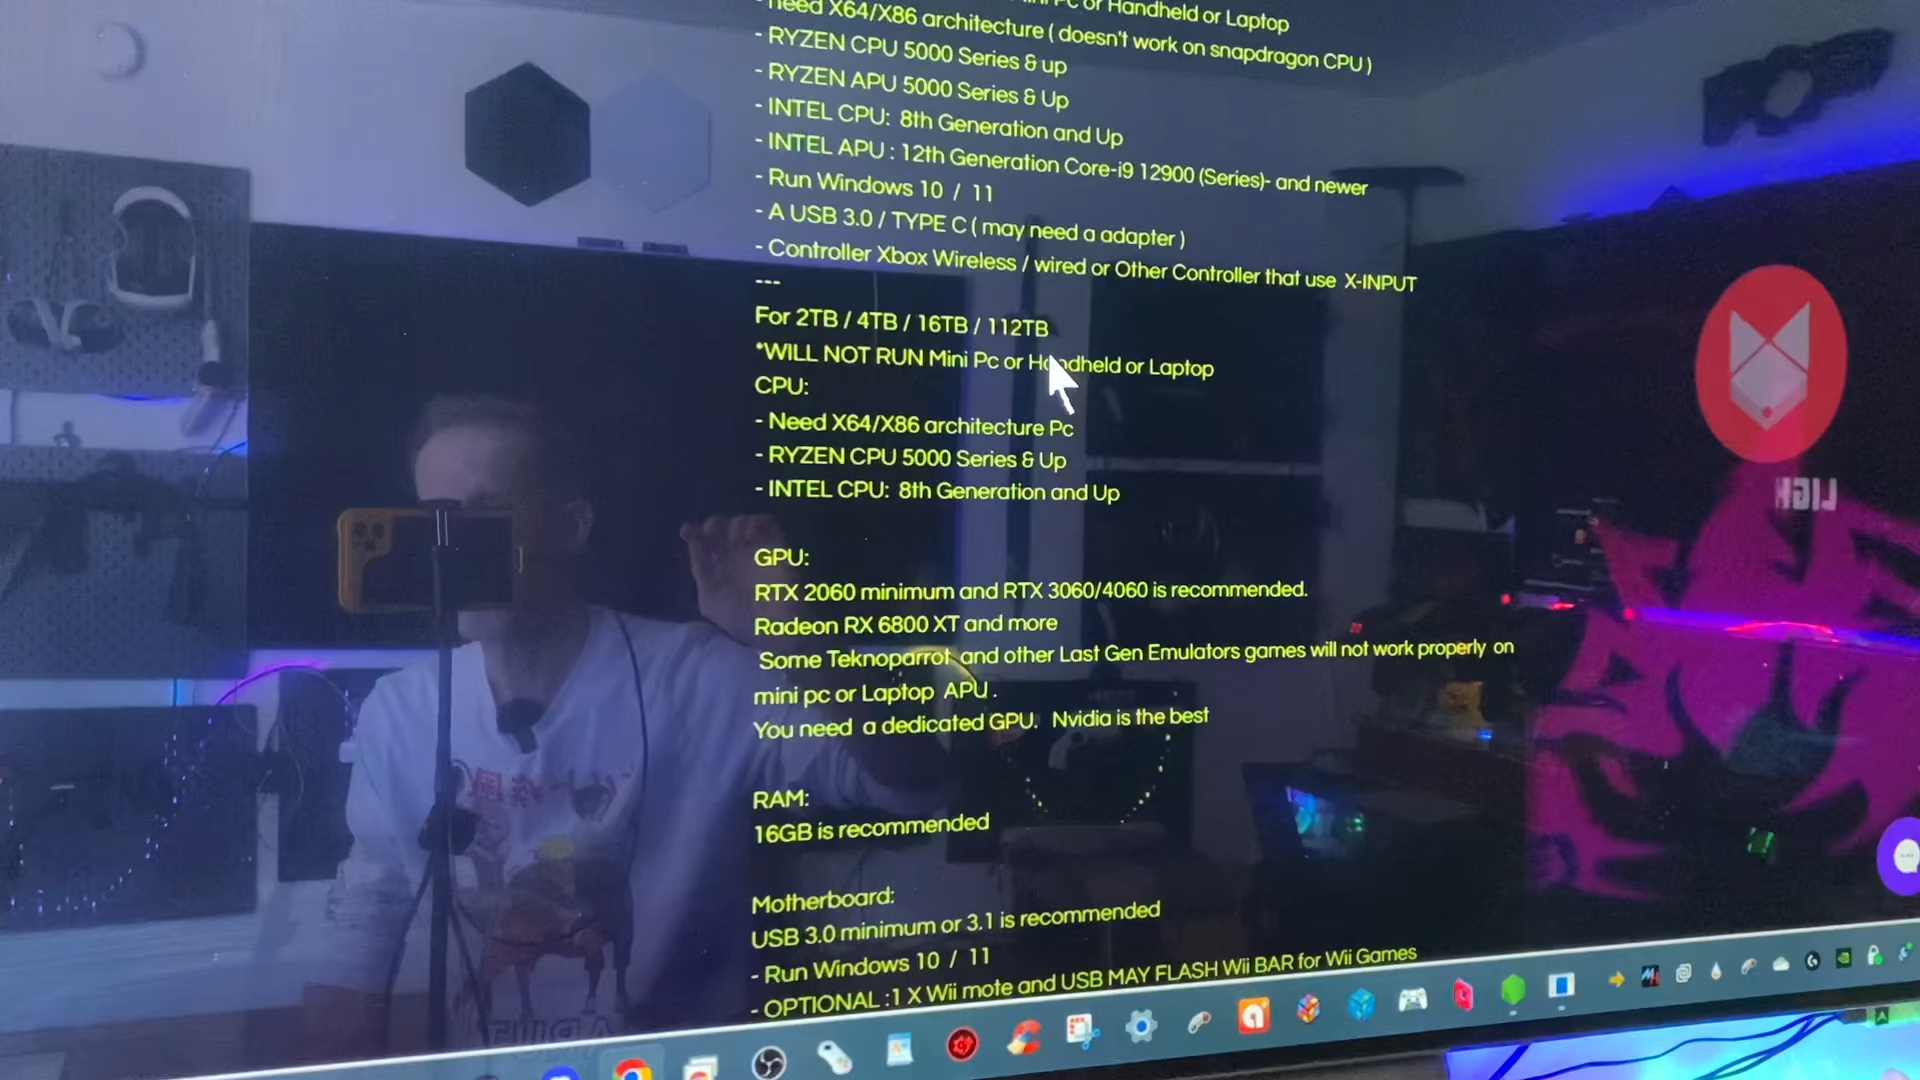 or Handheld or Laptop
- need X64/X86 architecture ( doesn't work on snapdragon CPU )
- RYZEN CPU 5000 Series & up
- RYZEN APU 5000 Series & Up
- INTEL CPU: 8th Generation and Up
- INTEL APU : 12th Generation Core-i9 12900 (Series)- and newer
- Run Windows 10 / 11
- A USB 3.0 / TYPE C ( may need a adapter )
- Controller Xbox Wireless / wired or Other Controller that use X-INPUT
---
For 2TB / 4TB / 16TB / 112TB
*WILL NOT RUN Mini Pc or Handheld or Laptop
CPU:
- Need X64/X86 architecture Pc
- RYZEN CPU 5000 Series & Up
- INTEL CPU: 8th Generation and Up
GPU:
RTX 2060 minimum and RTX 3060/4060 is recommended.
Radeon RX 6800 XT and more
Some Teknoparrot and other Last Gen Emulators games will not work properly on
mini pc or Laptop APU .
You need a dedicated GPU. Nvidia is the best
RAM:
16GB is recommended
Motherboard:
USB 3.0 minimum or 3.1 is recommended
- Run Windows 10 / 11
- OPTIONAL :1 X Wii mote and USB MAY FLASH Wii BAR for Wii Games